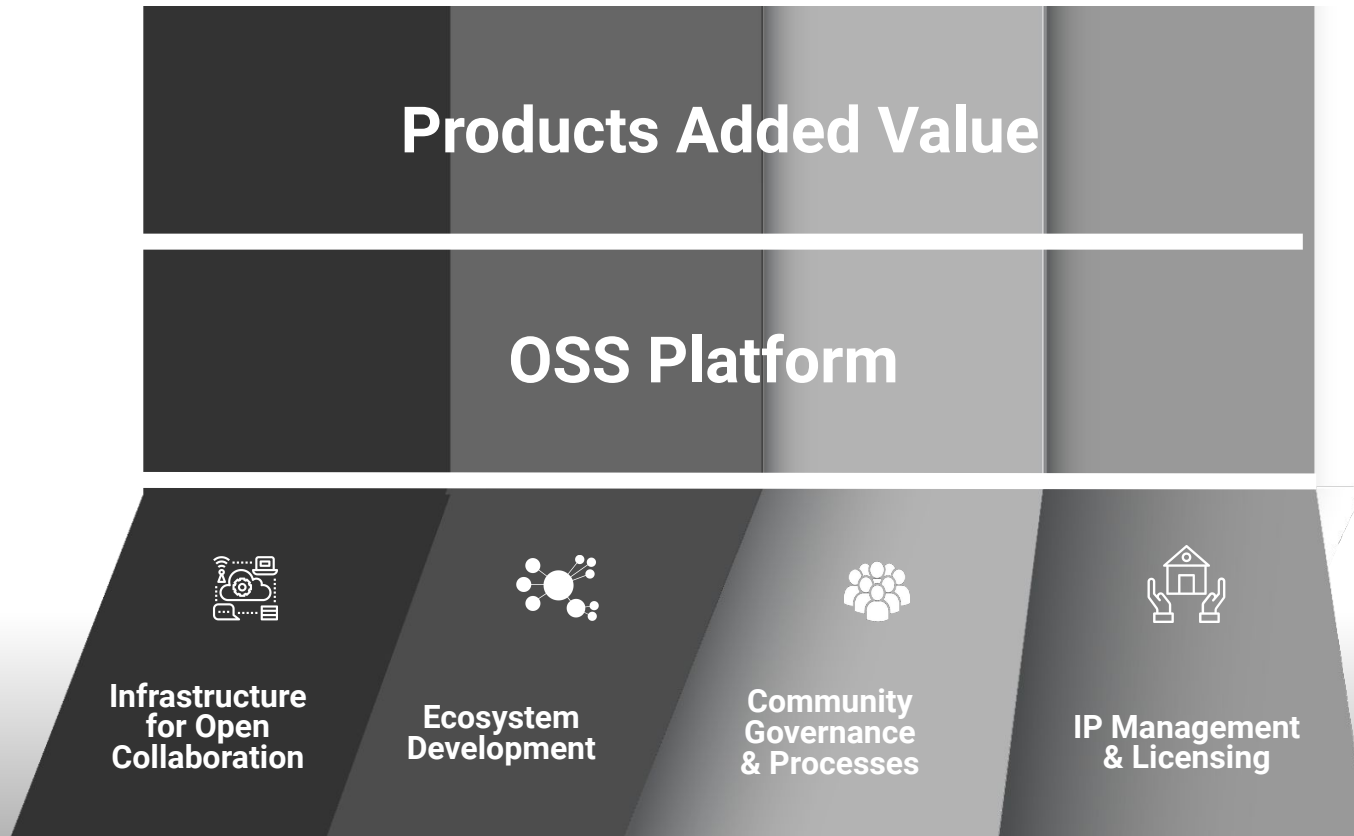 Products Added Value
OSS Platform
Infrastructure
for Open
Collaboration
Ecosystem
Development
Community
Governance
& Processes
IP Management
& Licensing